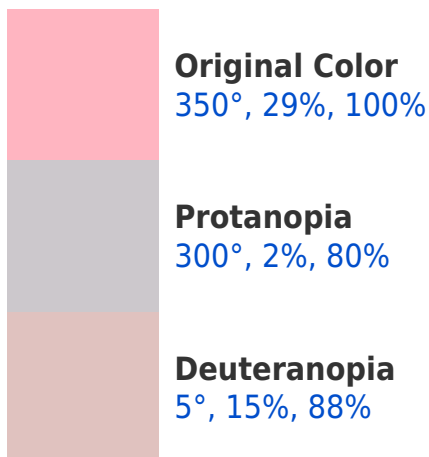 Original Color
350°, 29%, 100%
Protanopia
300°, 2%, 80%
Deuteranopia
5°, 15%, 88%